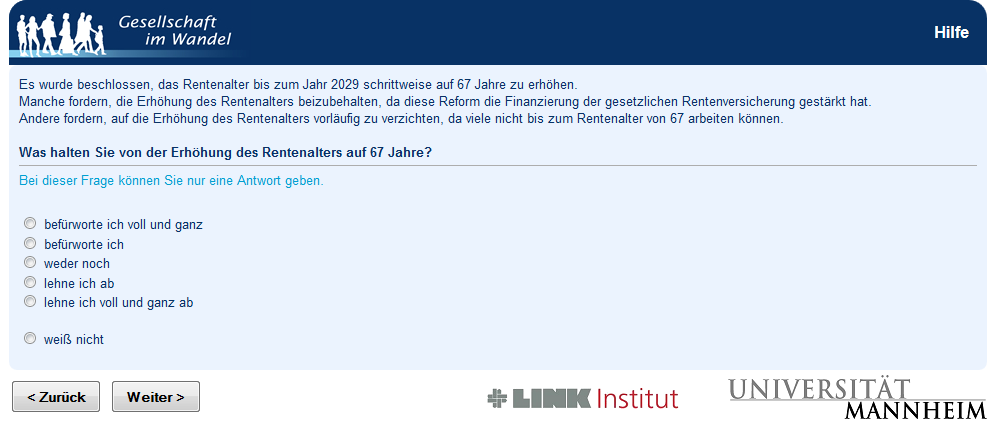 Gesellschaft
im Wandel
Hilfe
Es wurde beschlossen, das Rentenalter bis zum Jahr 2029 schrittweise auf 67 Jahre zu erhöhen.
Manche fordern, die Erhöhung des Rentenalters beizubehalten, da diese Reform die Finanzierung der gesetzlichen Rentenversicherung gestärkt hat.
Andere fordern, auf die Erhöhung des Rentenalters vorläufig zu verzichten, da viele nicht bis zum Rentenalter von 67 arbeiten können.
Was halten Sie von der Erhöhung des Rentenalters auf 67 Jahre?
Bei dieser Frage können Sie nur eine Antwort geben.
befürworte ich voll und ganz
befürworte ich
weder noch
lehne ich ab
lehne ich voll und ganz ab
weiß nicht
< Zurück
Weiter >
LINK Institut
UNIVERSITÄT
MANNHEIM